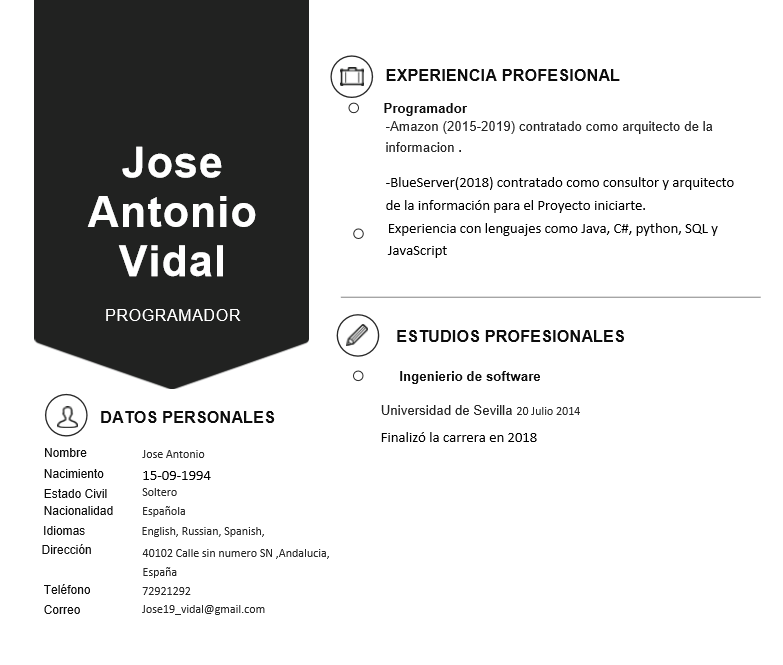 Jose
Antonio
Vidal
PROGRAMADOR
DATOS PERSONALES
Nombre Jose Antonio
Nacimiento 15-09-1994
Estado Civil Soltero
Nacionalidad Española
Idiomas English, Russian, Spanish,
Dirección 40102 Calle sin numero SN ,Andalucia,
España
Teléfono 72921292
Correo Jose19_vidal@gmail.com
EXPERIENCIA PROFESIONAL
Programador
-Amazon (2015-2019) contratado como arquitecto de la
informacion .
-BlueServer(2018) contratado como consultor y arquitecto
de la información para el Proyecto iniciarte.
Experiencia con lenguajes como Java, C#, python, SQL y
JavaScript
ESTUDIOS PROFESIONALES
Ingenierio de software
Universidad de Sevilla 20 Julio 2014
Finalizó la carrera en 2018